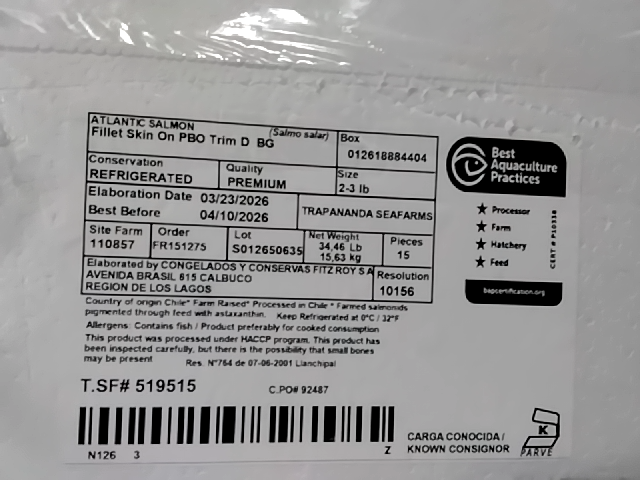 ATLANTIC SALMON
(Salmo salar)
Fillet Skin On PBO Trim D BG
Box
012618884404
Conservation
REFRIGERATED
Quality
PREMIUM
Size
2-3 lb
Elaboration Date 03/23/2026
Best Before 04/10/2026
TRAPANANDA SEAFARMS
Site Farm
110857
Order
FR151275
Lot
S012650635
Net Weight
34,46 Lb
15,63 kg
Pieces
15
Elaborated by CONGELADOS Y CONSERVAS FITZ ROY S A
AVENIDA BRASIL 615 CALBUCO
REGION DE LOS LAGOS
Resolution
10156
Country of origin Chile* Farm Raised* Processed in Chile * Farmed salmonids
pigmented through feed with astaxanthin. Keep Refrigerated at 0°C / 32°F
Allergens: Contains fish / Product preferably for cooked consumption
This product was processed under HACCP program. This product has
been inspected carefully, but there is the possibility that small bones
may be present
Res. N°764 de 07-06-2001 Llanchipal
T.SF# 519515
C.PO# 92487
N126 3
Z
CARGA CONOCIDA /
KNOWN CONSIGNOR
K
PARVE
Best
Aquaculture
Practices
Processor
Farm
Hatchery
Feed
CERT # P10338
bapcertification.org